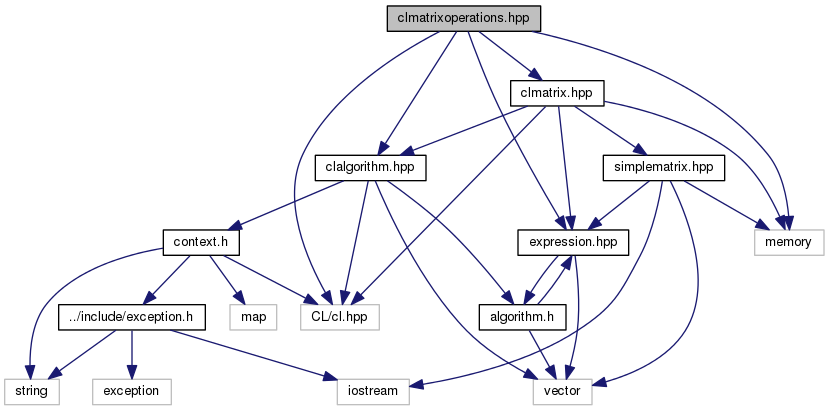 clmatrixoperations.hpp
clmatrix.hpp
clalgorithm.hpp
simplematrix.hpp
context.h
expression.hpp
memory
../include/exception.h
map
CL/cl.hpp
algorithm.h
string
exception
iostream
vector